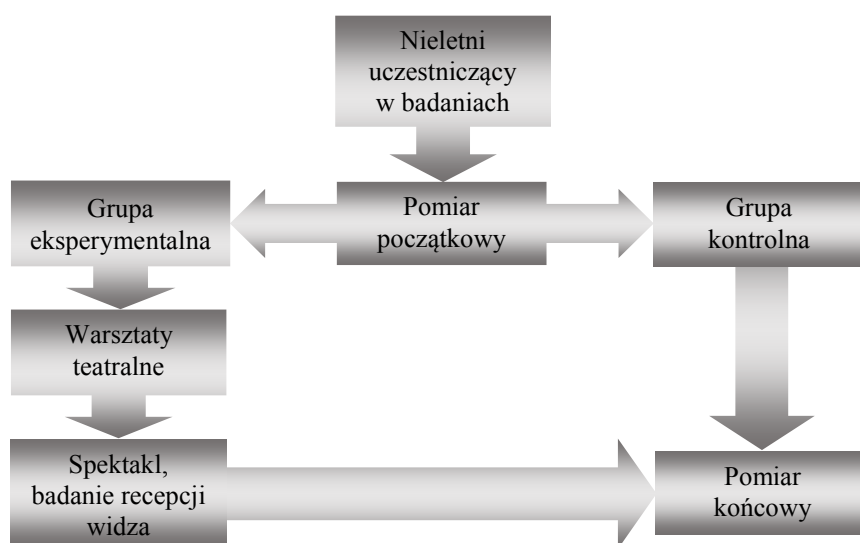 Nieletni
uczestniczący
w badaniach
Grupa
eksperymentalna
Pomiar
początkowy
Grupa
kontrolna
Warsztaty
teatralne
Spektakl,
badanie recepcji
widza
Pomiar
końcowy